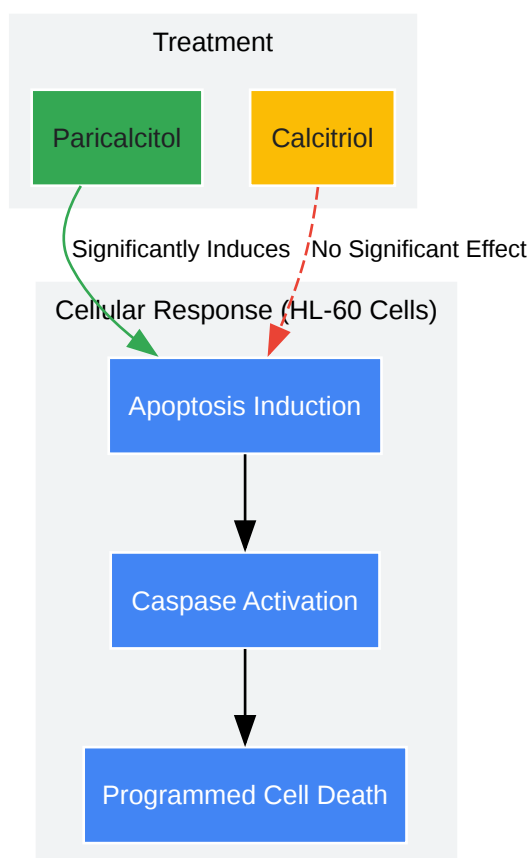 Treatment
Paricalcitol
Calcitriol
Significantly Induces
No Significant Effect
Cellular Response (HL-60 Cells)
Apoptosis Induction
Caspase Activation
Programmed Cell Death